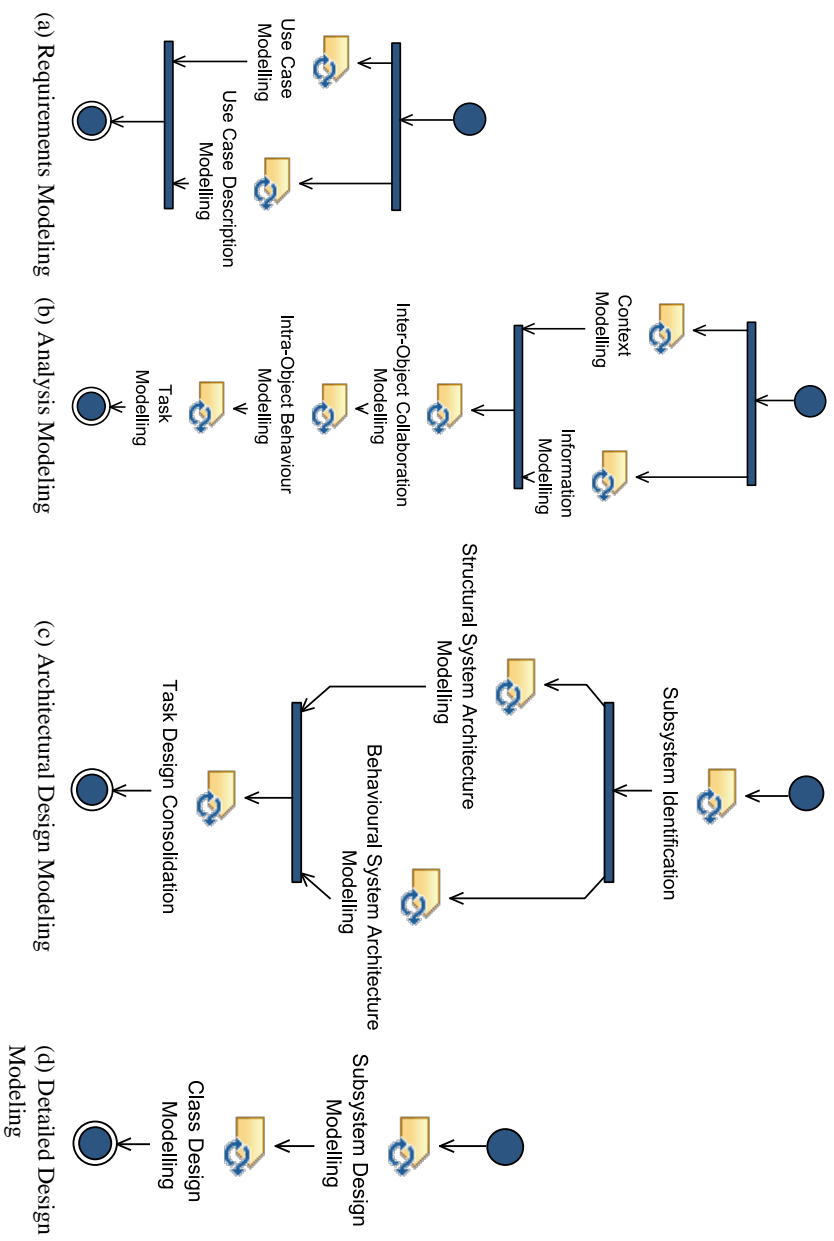 Use Case
Modelling
Use Case Description
Modelling
(a) Requirements Modeling
Context
Modelling
Information
Modelling
Inter-Object Collaboration
Modelling
Intra-Object Behaviour
Modelling
Task
Modelling
(b) Analysis Modeling
Subsystem Identification
Structural System Architecture
Modelling
Behavioural System Architecture
Modelling
Task Design Consolidation
(c) Architectural Design Modeling
Subsystem Design
Modelling
Class Design
Modelling
(d) Detailed Design
Modeling